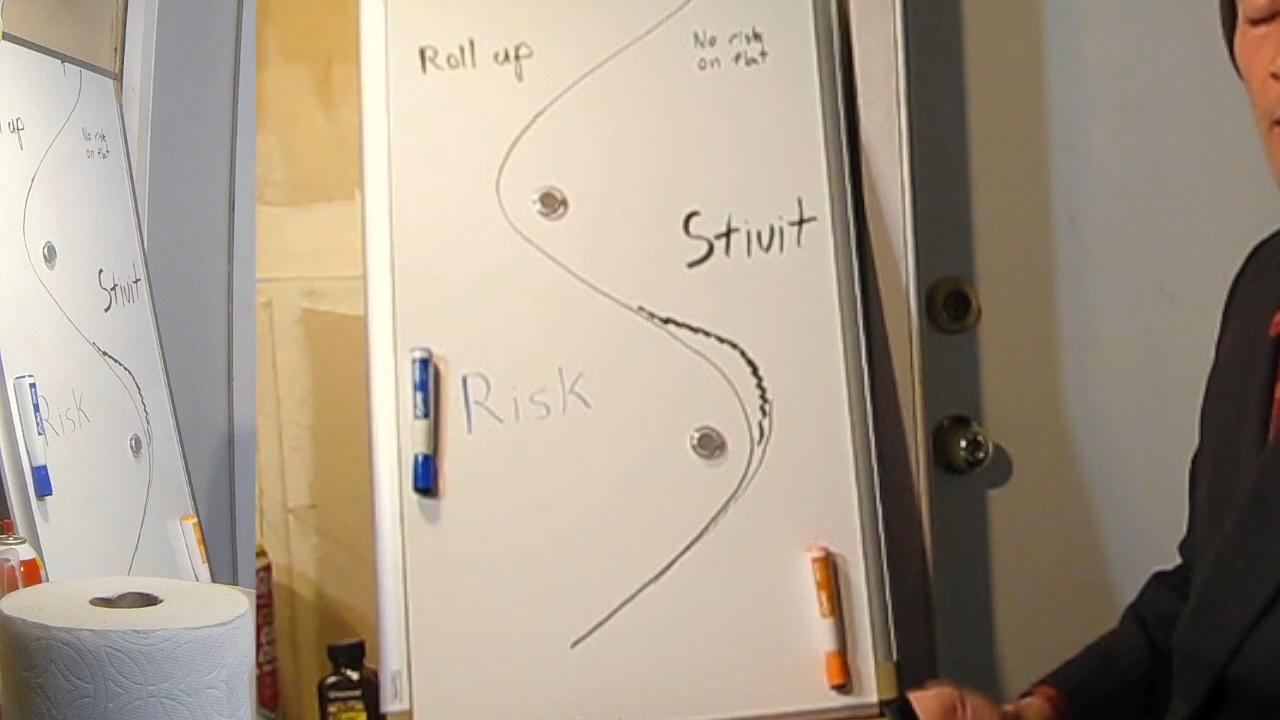 Roll up
No risk
on flat
Stivit
Risk
up
No risk
on flat
Stivit
Risk